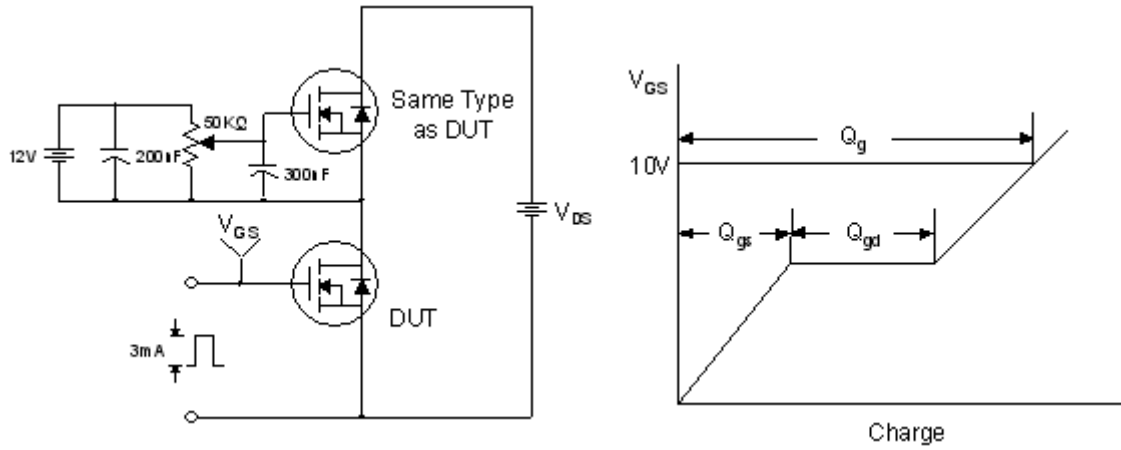 Same Type
as DUT
50KΩ
12V
200nF
300nF
V_GS
V_DS
DUT
3mA
V_GS
Q_g
10V
Q_gs
Q_gd
Charge